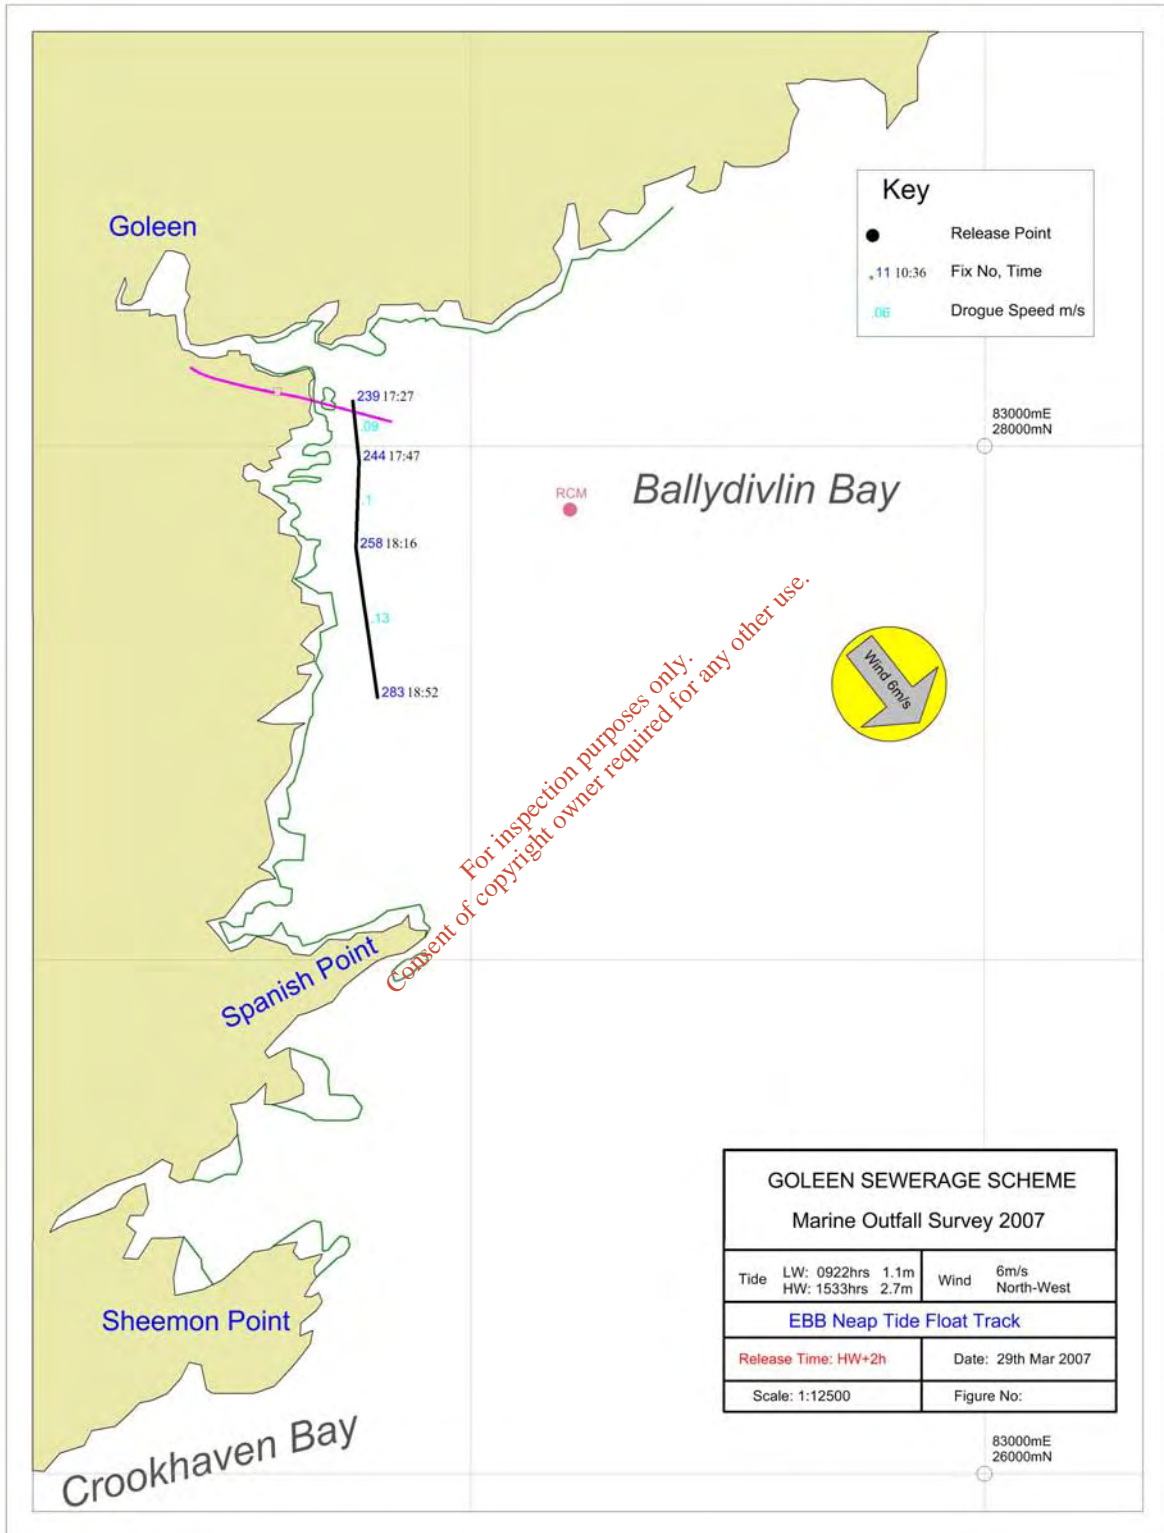 Goleen
Key
Release Point
11 10:36 Fix No, Time
.06 Drogue Speed m/s
239 17:27
.09
244 17:47
.1
258 18:16
.13
283 18:52
83000mE
28000mN
RCM
Ballydivlin Bay
Wind 6m/s
For inspection purposes only.
Consent of copyright owner required for any other use.
Spanish Point
Sheemon Point
Crookhaven Bay
GOLEEN SEWERAGE SCHEME
Marine Outfall Survey 2007
Tide LW: 0922hrs 1.1m
HW: 1533hrs 2.7m
Wind 6m/s
North-West
EBB Neap Tide Float Track
Release Time: HW+2h
Date: 29th Mar 2007
Scale: 1:12500
Figure No:
83000mE
26000mN